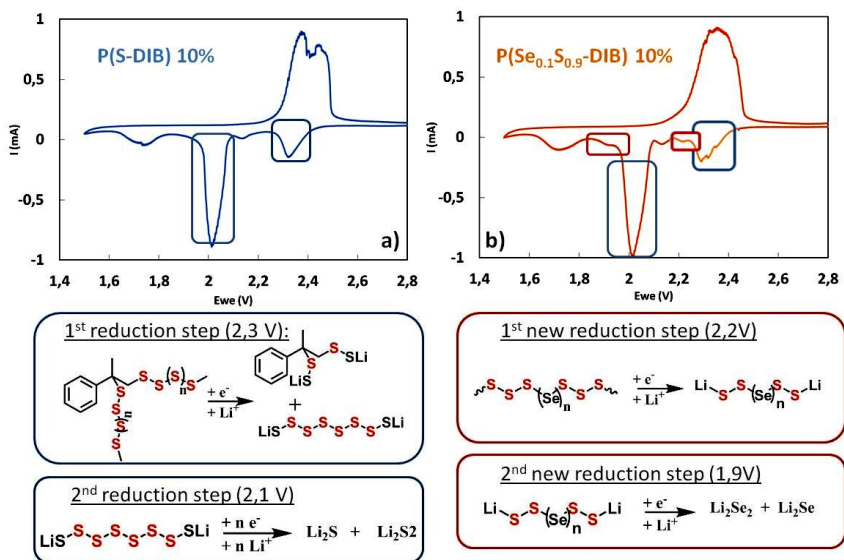 P(S-DIB) 10%
I (mA)
1
0,5
0
-0,5
-1
a)
1,4 1,6 1,8 2 2,2 2,4 2,6 2,8
Ewe (V)
P(Se0.1S0.9-DIB) 10%
I (mA)
1
0,5
0
-0,5
-1
b)
1,4 1,6 1,8 2 2,2 2,4 2,6 2,8
Ewe (V)
1st reduction step (2,3 V):
S S (S)n S
S S (S)n S
+ e-
+ Li+
S SLi
LiS S
+
LiS S S S S S S SLi
2nd reduction step (2,1 V)
LiS S S S S S SLi
+ n e-
+ n Li+
Li2S + Li2S2
1st new reduction step (2,2V)
S S S (Se)n S S S
+ e-
+ Li+
Li S S (Se)n S S Li
2nd new reduction step (1,9V)
Li S S (Se)n S S Li
+ e-
+ Li+
Li2Se2 + Li2Se